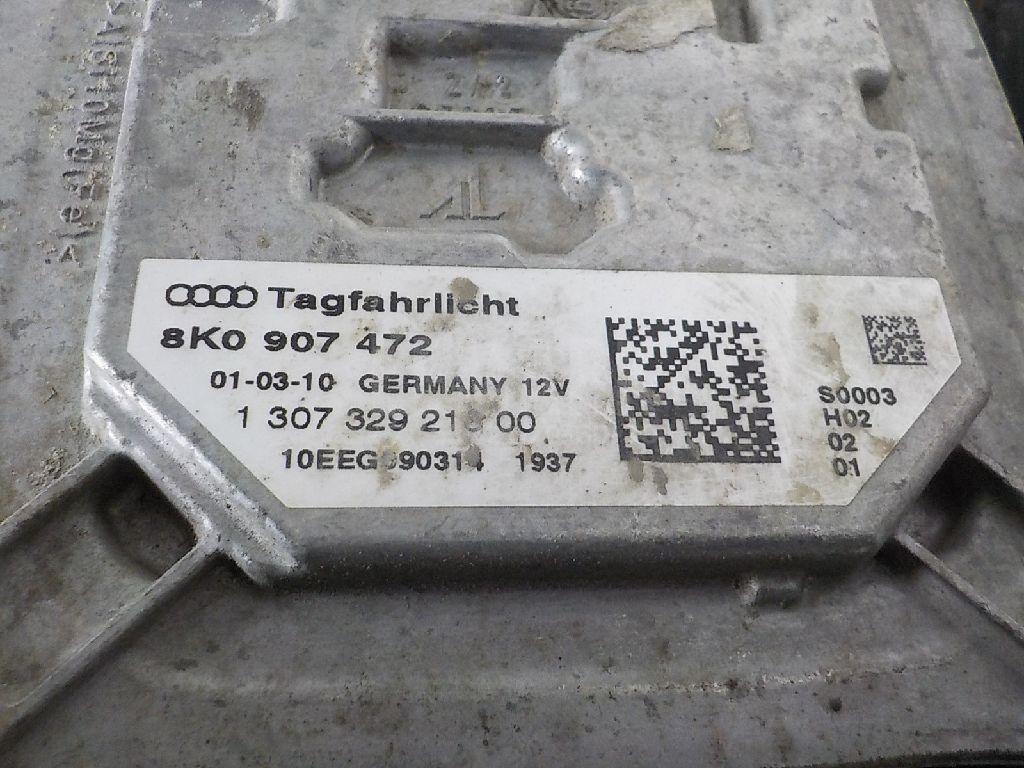 Tagfahrlicht
8K0 907 472
01-03-10 GERMANY 12V
1 307 329 00
1937
S0003
H02
02
01
AL